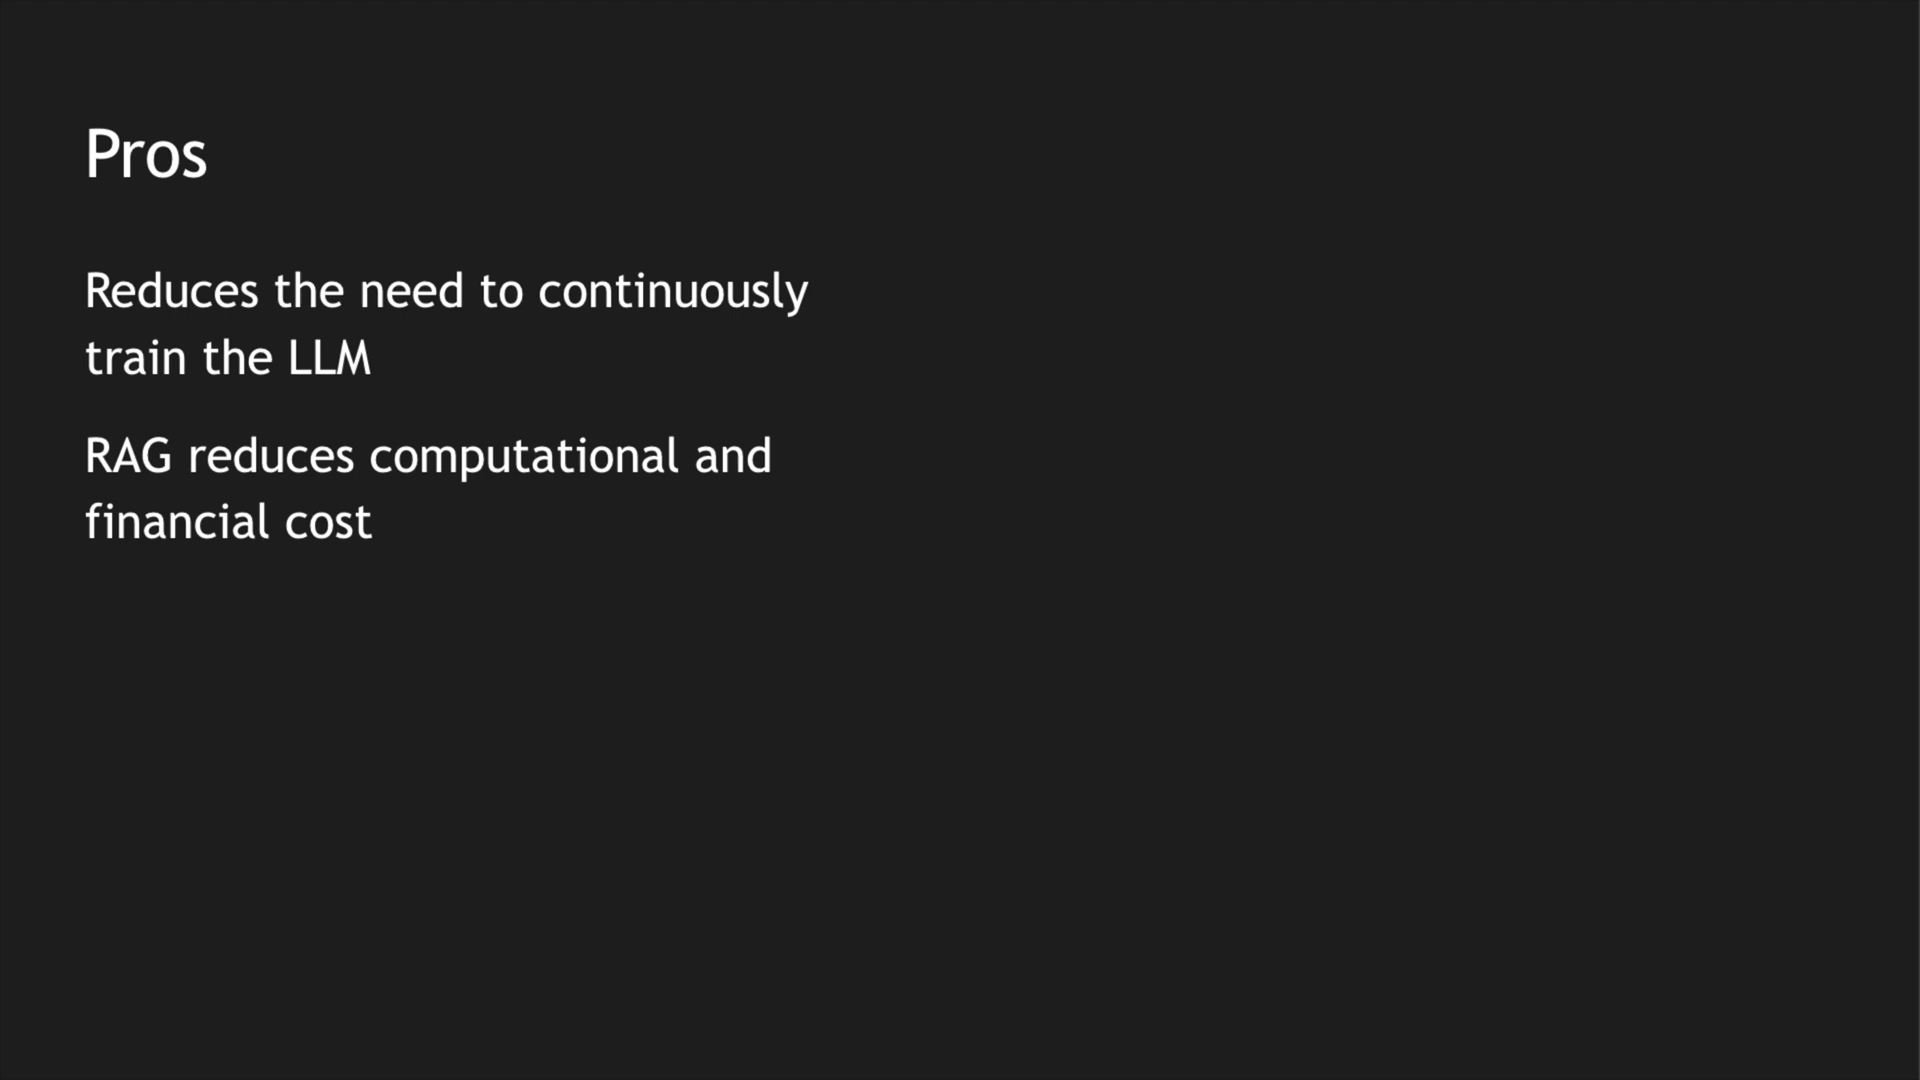 Pros
Reduces the need to continuously
train the LLM
RAG reduces computational and
financial cost